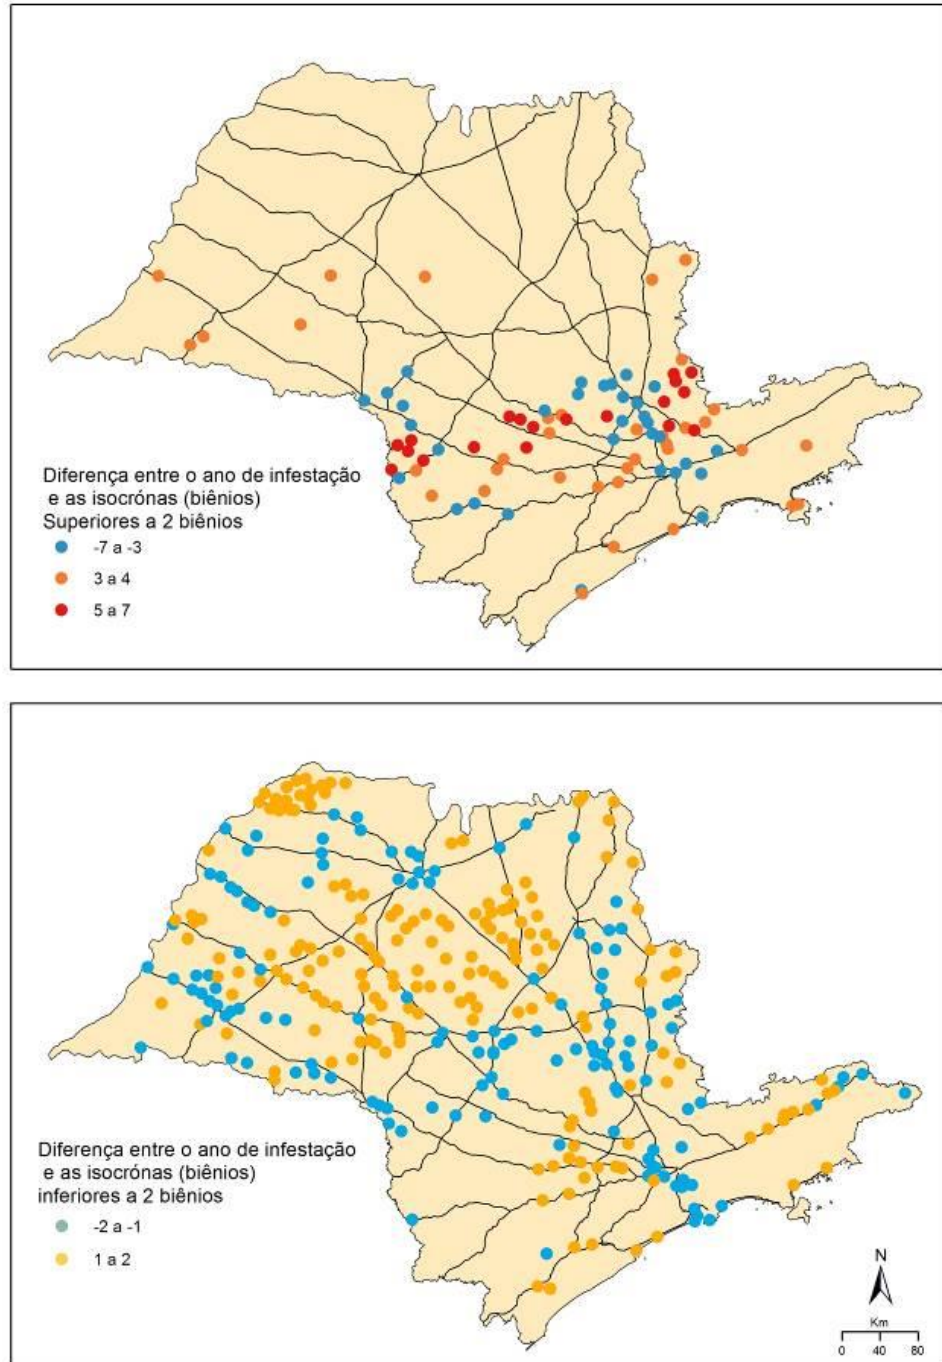 Diferença entre o ano de infestação
e as isocrónas (biênios)
Superiores a 2 biênios
-7 a -3
3 a 4
5 a 7
Diferença entre o ano de infestação
e as isocrónas (biênios)
inferiores a 2 biênios
-2 a -1
1 a 2
N
Km
0 40 80